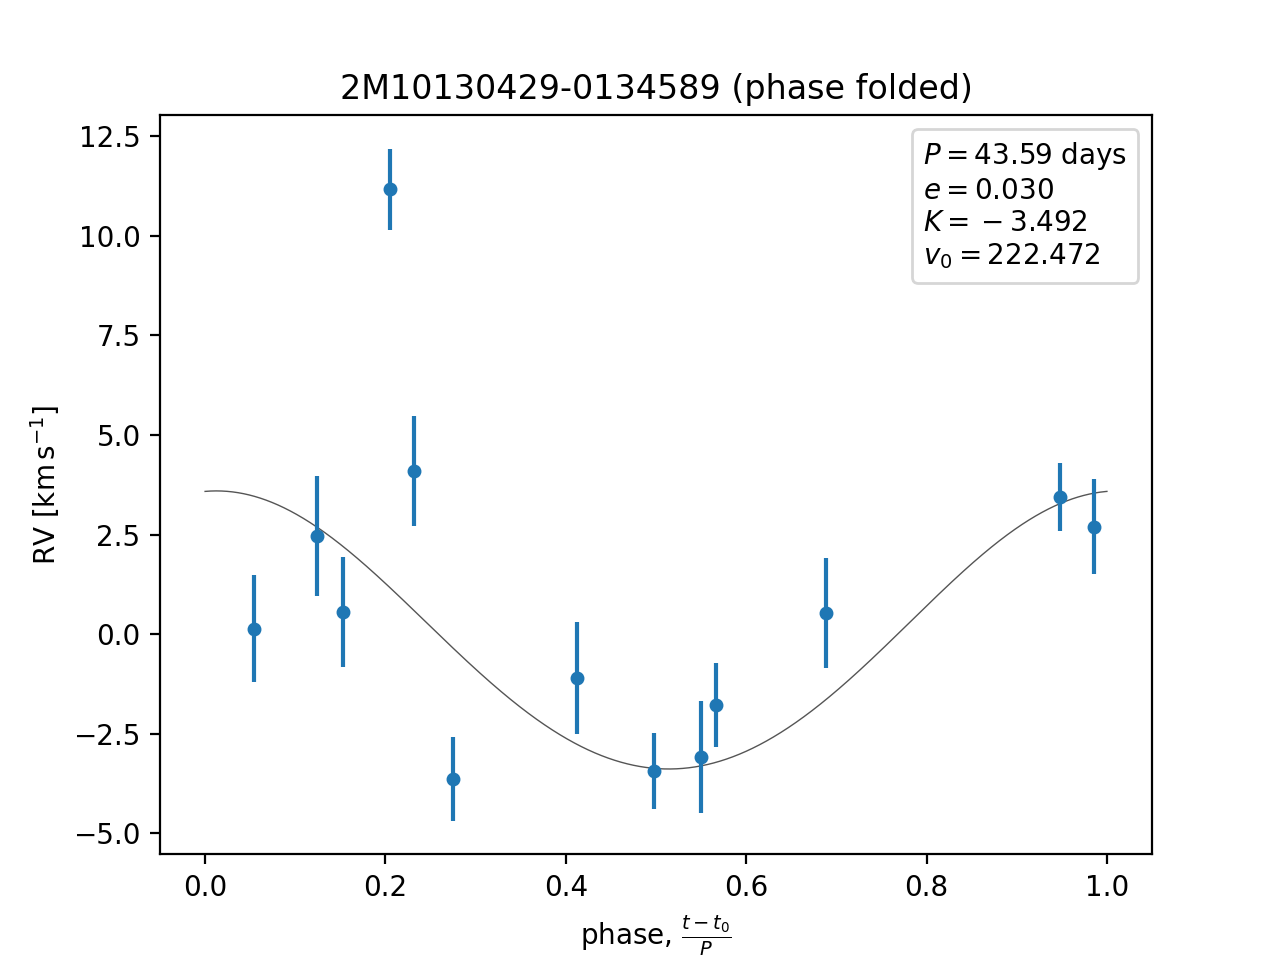 2M10130429-0134589 (phase folded)
P = 43.59 days
e = 0.030
K = −3.492
v₀ = 222.472
RV [km s⁻¹]
12.5
10.0
7.5
5.0
2.5
0.0
−2.5
−5.0
0.0 0.2 0.4 0.6 0.8 1.0
phase, (t − t₀)/P